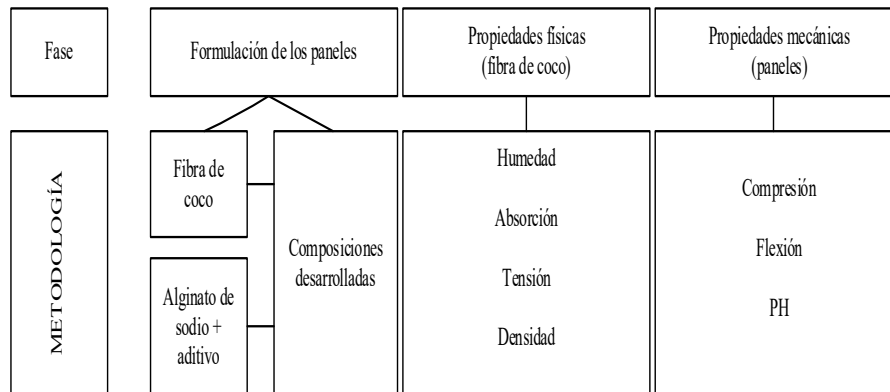 Fase
Formulación de los paneles
Propiedades físicas
(fibra de coco)
Propiedades mecánicas
(paneles)
METODOLOGÍA
Fibra de
coco
Alginato de
sodio +
aditivo
Composiciones
desarrolladas
Humedad
Absorción
Tensión
Densidad
Compresión
Flexión
PH